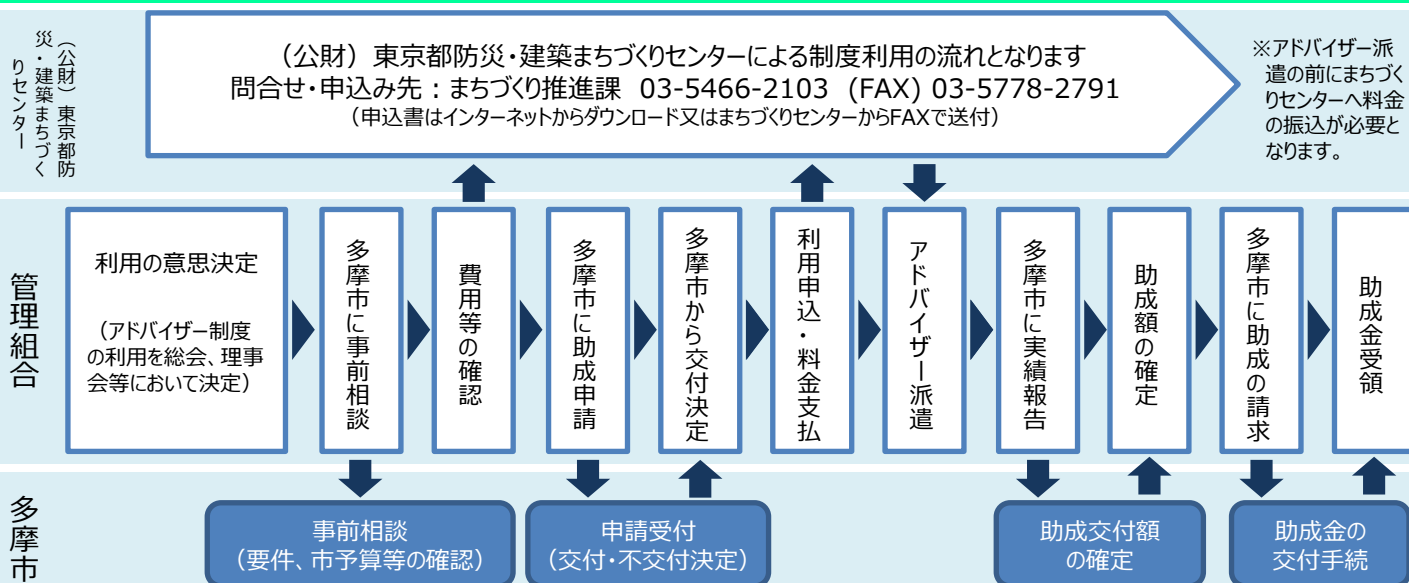 （公財）東京都防
災・建築まちづく
りセンター
（公財）東京都防災・建築まちづくりセンターによる制度利用の流れとなります
問合せ・申込み先：まちづくり推進課 03-5466-2103 (FAX) 03-5778-2791
（申込書はインターネットからダウンロード又はまちづくりセンターからFAXで送付）
※アドバイザー派
遣の前にまちづく
りセンターへ料金
の振込が必要と
なります。
管理組合
利用の意思決定
（アドバイザー制度
の利用を総会、理事
会等において決定）
多摩市に事前相談
費用等の確認
多摩市に助成申請
多摩市から交付決定
利用申込・料金支払
アドバイザー派遣
多摩市に実績報告
助成額の確定
多摩市に助成の請求
助成金受領
多摩市
事前相談
（要件、市予算等の確認）
申請受付
（交付・不交付決定）
助成交付額
の確定
助成金の
交付手続